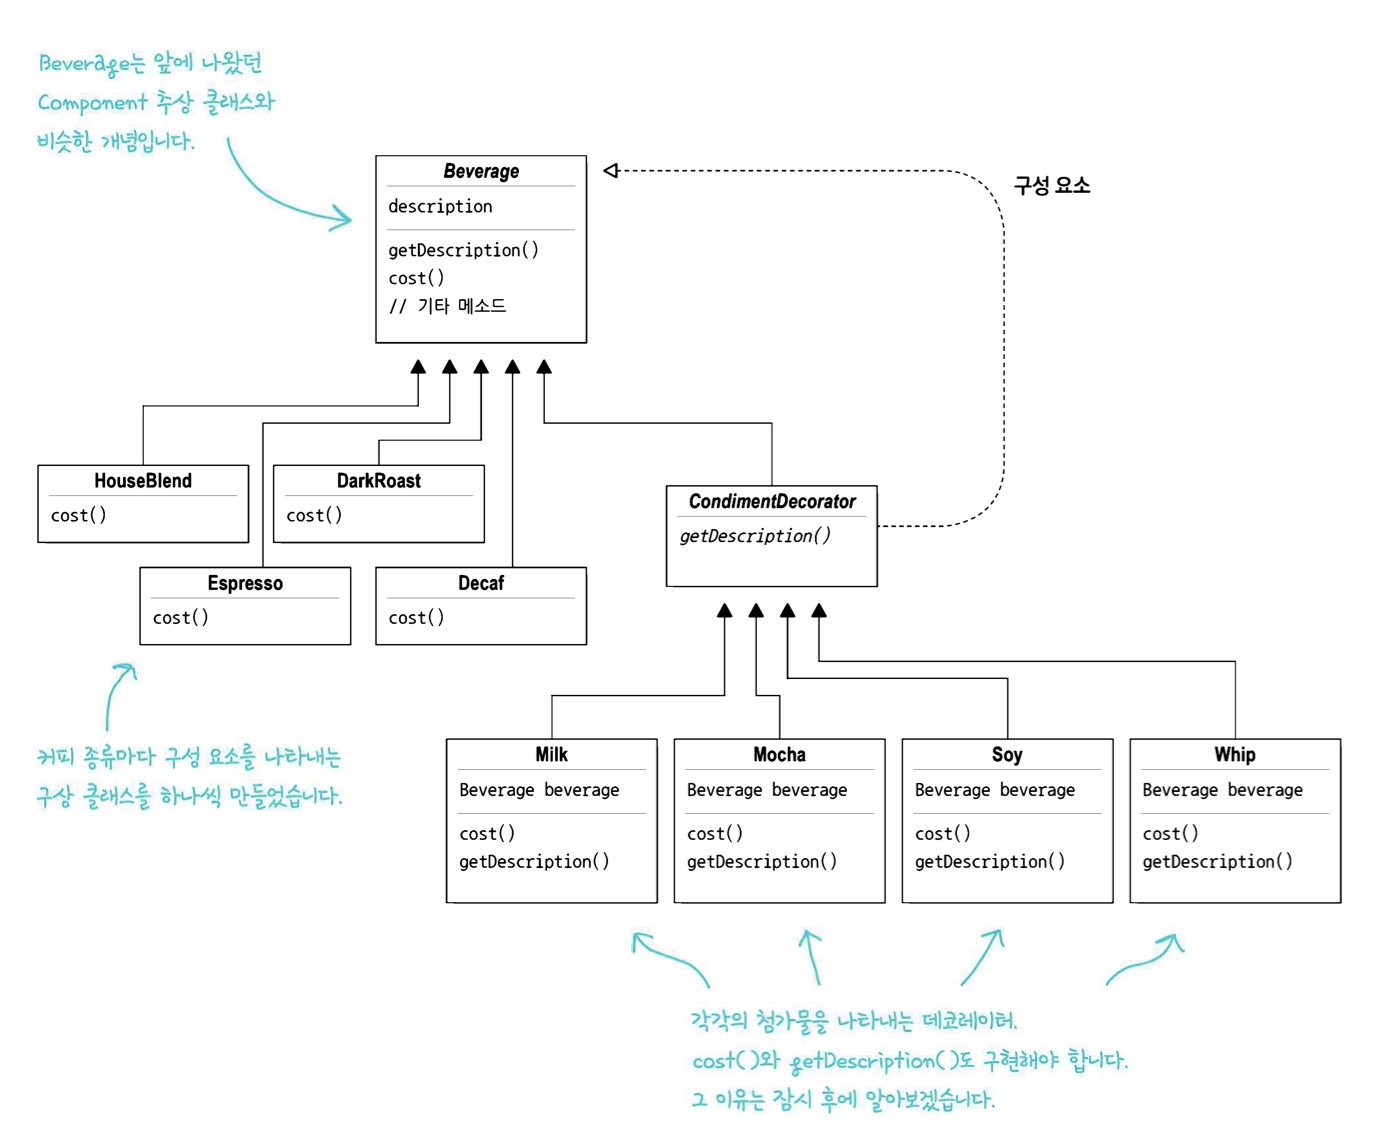 Beverage는 앞에 나왔던
Component 추상 클래스와
비슷한 개념입니다.
Beverage
description
getDescription()
cost()
// 기타 메소드
구성 요소
HouseBlend
cost()
DarkRoast
cost()
CondimentDecorator
getDescription()
Espresso
cost()
Decaf
cost()
커피 종류마다 구성 요소를 나타내는
구상 클래스를 하나씩 만들었습니다.
Milk
Beverage beverage
cost()
getDescription()
Mocha
Beverage beverage
cost()
getDescription()
Soy
Beverage beverage
cost()
getDescription()
Whip
Beverage beverage
cost()
getDescription()
각각의 첨가물을 나타내는 데코레이터.
cost()와 getDescription()도 구현해야 합니다.
그 이유는 잠시 후에 알아보겠습니다.